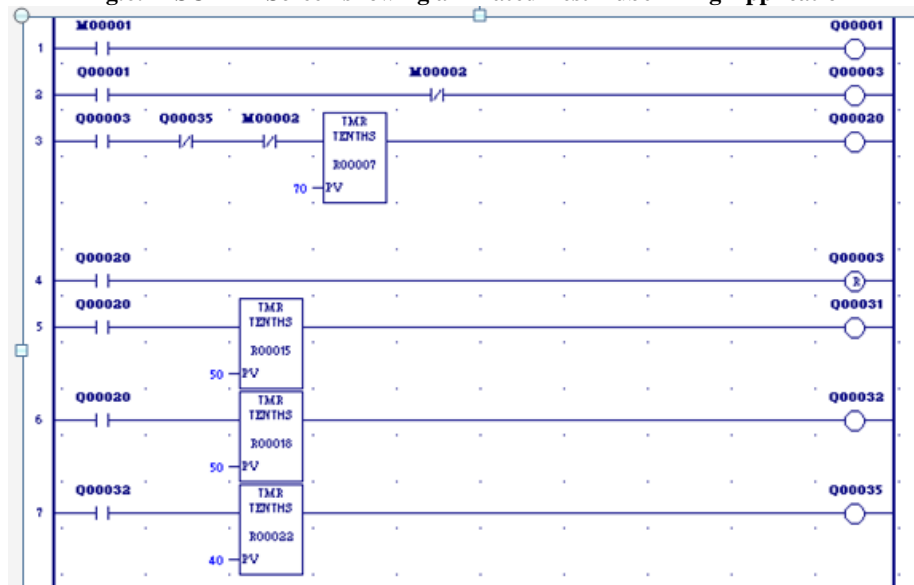 M00001 Q00001
1
Q00001 M00002 Q00003
2
Q00003 Q00035 M00002 TMR Q00020
3 TENTHS
R00007
70 PV
Q00020 Q00003
4 R
Q00020 TMR Q00031
5 TENTHS
R00015
50 PV
Q00020 TMR Q00032
6 TENTHS
R00018
50 PV
Q00032 TMR Q00035
7 TENTHS
R00022
40 PV